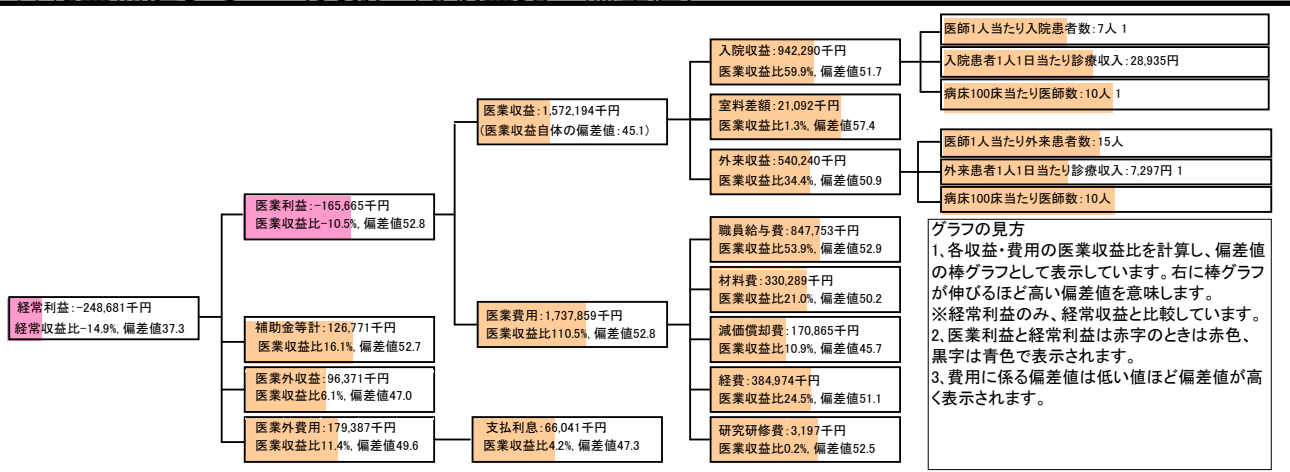 経常利益:-248,681千円
経常収比-14.9%, 偏差値37.3
医業利益:-165,665千円
医業収益比-10.5%, 偏差値52.8
補助金等計:126,771千円
医業収益比16.1%, 偏差値52.7
医業外収益:96,371千円
医業収益比6.1%, 偏差値47.0
医業外費用:179,387千円
医業収益比11.4%, 偏差値49.6
医業収益:1,572,194千円
(医業収益自体の偏差値:45.1)
医業費用:1,737,859千円
医業収益比110.5%, 偏差値52.8
支払利息:66,041千円
医業収益比4.2%, 偏差値47.3
入院収益:942,290千円
医業収益比59.9%, 偏差値51.7
室料差額:21,092千円
医業収益比1.3%, 偏差値57.4
外来収益:540,240千円
医業収益比34.4%, 偏差値50.9
職員給与費:847,753千円
医業収益比53.9%, 偏差値52.9
材料費:330,289千円
医業収益比21.0%, 偏差値50.2
減価償却費:170,865千円
医業収益比10.9%, 偏差値45.7
経費:384,974千円
医業収益比24.5%, 偏差値51.1
研究研修費:3,197千円
医業収益比0.2%, 偏差値52.5
医師1人当たり入院患者数:7人 1
入院患者1人1日当たり診療収入:28,935円
病床100床当たり医師数:10人 1
医師1人当たり外来患者数:15人
外来患者1人1日当たり診療収入:7,297円 1
病床100床当たり医師数:10人
グラフの見方
1、各収益・費用の医業収益比を計算し、偏差値
の棒グラフとして表示しています。右に棒グラフ
が伸びるほど高い偏差値を意味します。
※経常利益のみ、経常収益と比較しています。
2、医業利益と経常利益は赤字のときは赤色、
黒字は青色で表示されます。
3、費用に係る偏差値は低い値ほど偏差値が高
く表示されます。